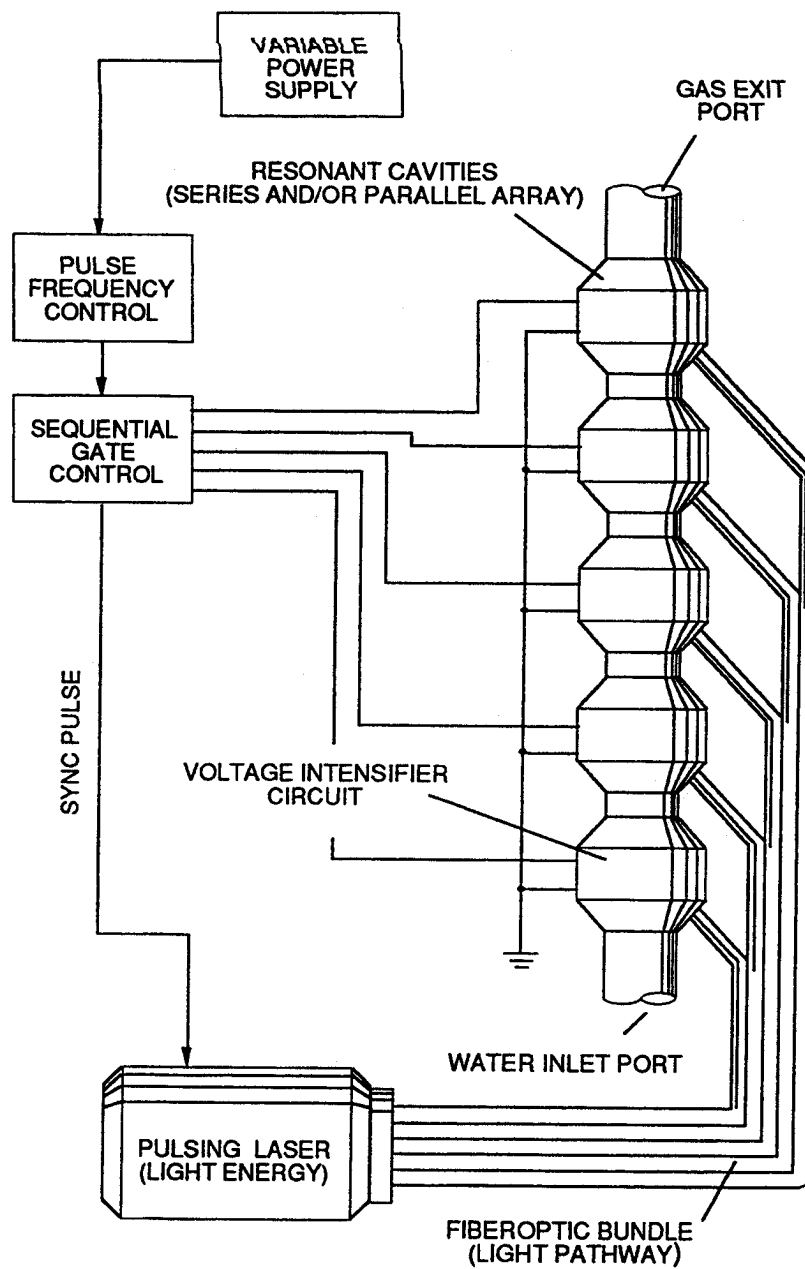 VARIABLE
POWER
SUPPLY
GAS EXIT
PORT
RESONANT CAVITIES
(SERIES AND/OR PARALLEL ARRAY)
PULSE
FREQUENCY
CONTROL
SEQUENTIAL
GATE
CONTROL
SYNC PULSE
VOLTAGE INTENSIFIER
CIRCUIT
WATER INLET PORT
PULSING LASER
(LIGHT ENERGY)
FIBEROPTIC BUNDLE
(LIGHT PATHWAY)